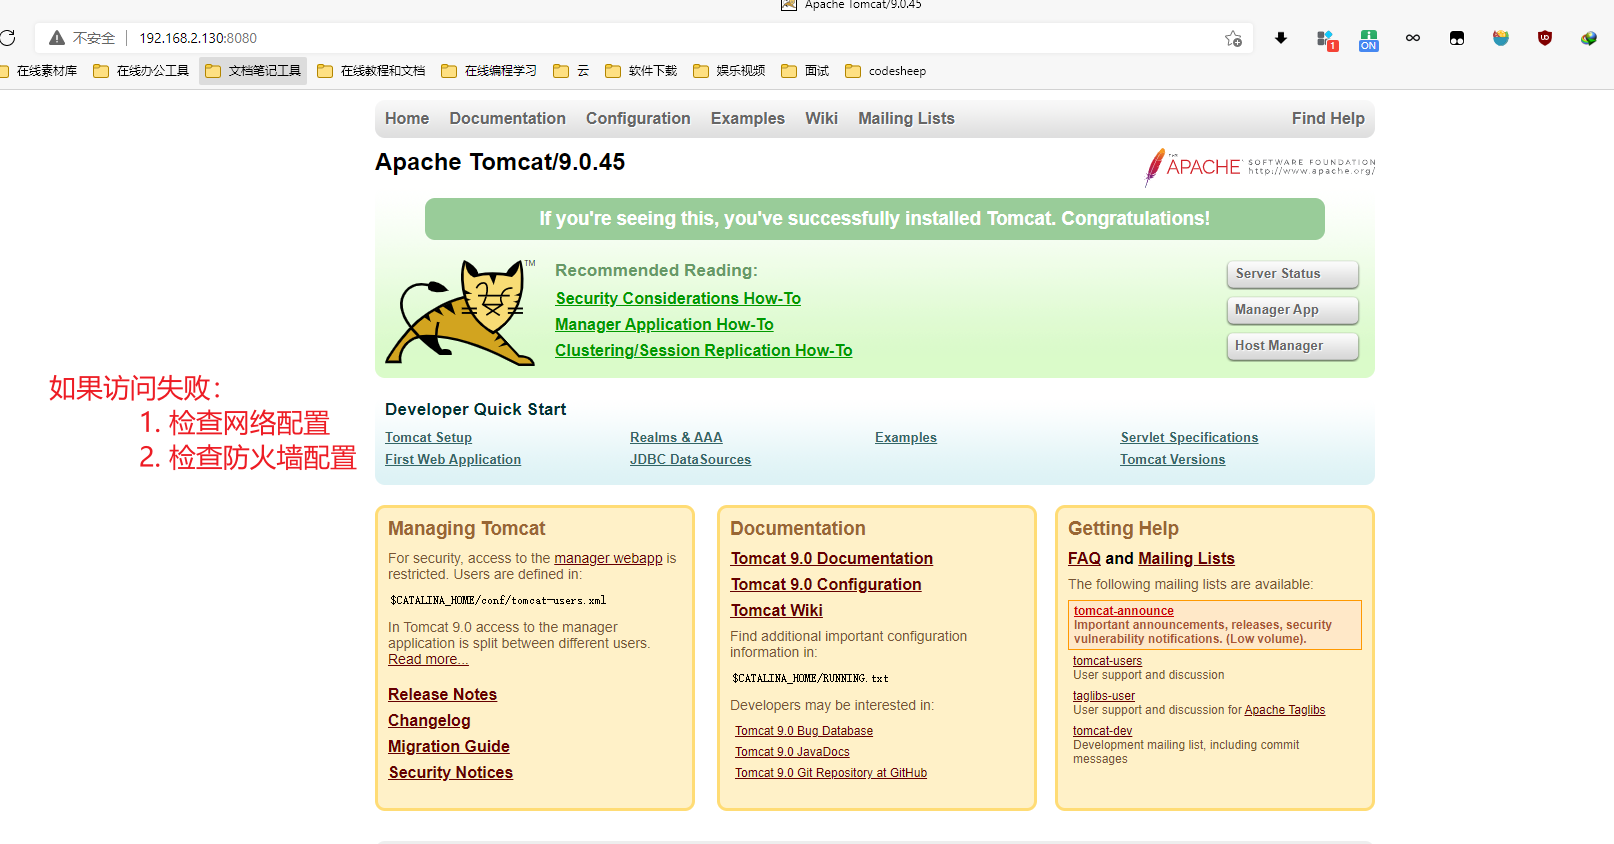 Apache Tomcat/9.0.45
不安全
192.168.2.130:8080
1
ON
在线素材库
在线办公工具
文档笔记工具
在线教程和文档
在线编程学习
云
软件下载
娱乐视频
面试
codesheep
Home
Documentation
Configuration
Examples
Wiki
Mailing Lists
Find Help
Apache Tomcat/9.0.45
THE
APACHE
SOFTWARE FOUNDATION
http://www.apache.org/
If you're seeing this, you've successfully installed Tomcat. Congratulations!
TM
Recommended Reading:
Security Considerations How-To
Manager Application How-To
Clustering/Session Replication How-To
Server Status
Manager App
Host Manager
如果访问失败：
1. 检查网络配置
2. 检查防火墙配置
Developer Quick Start
Tomcat Setup
First Web Application
Realms & AAA
JDBC DataSources
Examples
Servlet Specifications
Tomcat Versions
Managing Tomcat
For security, access to the manager webapp is
restricted. Users are defined in:
$CATALINA_HOME/conf/tomcat-users.xml
In Tomcat 9.0 access to the manager
application is split between different users.
Read more...
Release Notes
Changelog
Migration Guide
Security Notices
Documentation
Tomcat 9.0 Documentation
Tomcat 9.0 Configuration
Tomcat Wiki
Find additional important configuration
information in:
$CATALINA_HOME/RUNNING.txt
Developers may be interested in:
Tomcat 9.0 Bug Database
Tomcat 9.0 JavaDocs
Tomcat 9.0 Git Repository at GitHub
Getting Help
FAQ and Mailing Lists
The following mailing lists are available:
tomcat-announce
Important announcements, releases, security
vulnerability notifications. (Low volume).
tomcat-users
User support and discussion
taglibs-user
User support and discussion for Apache Taglibs
tomcat-dev
Development mailing list, including commit
messages